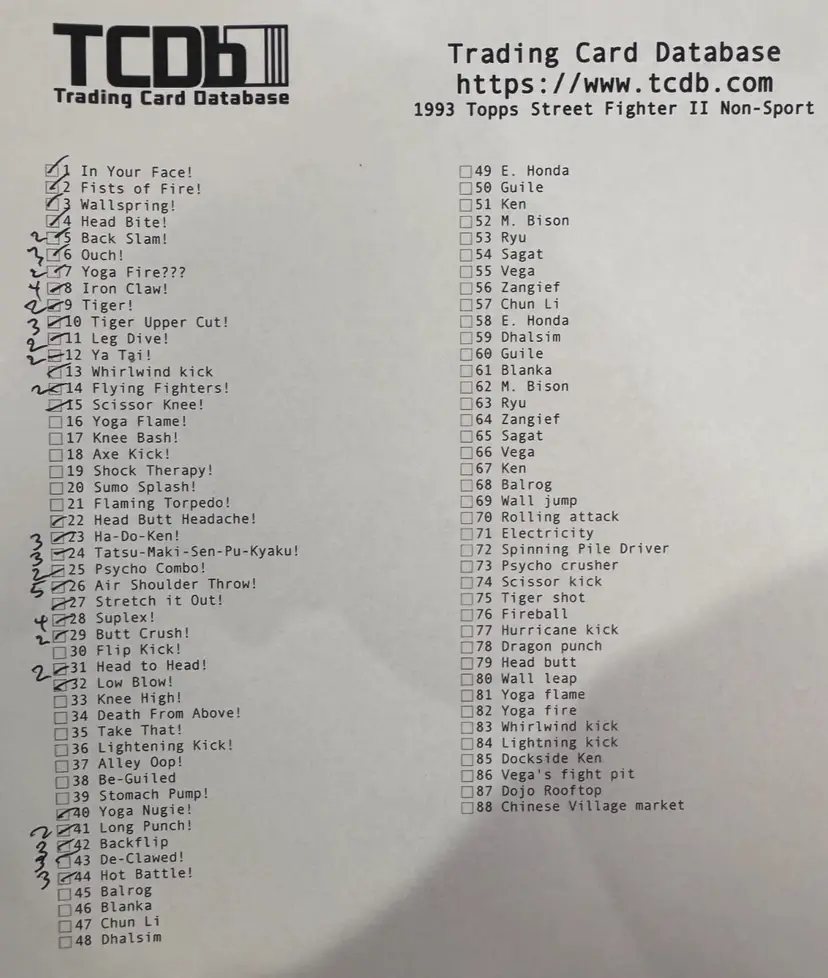 TCDb
Trading Card Database
Trading Card Database
https://www.tcdb.com
1993 Topps Street Fighter II Non-Sport
1 In Your Face!
2 Fists of Fire!
3 Wallspring!
4 Head Bite!
2 5 Back Slam!
3 6 Ouch!
2 7 Yoga Fire???
4 8 Iron Claw!
2 9 Tiger!
3 10 Tiger Upper Cut!
2 11 Leg Dive!
2 12 Ya Tai!
13 Whirlwind kick
2 14 Flying Fighters!
15 Scissor Knee!
16 Yoga Flame!
17 Knee Bash!
18 Axe Kick!
19 Shock Therapy!
20 Sumo Splash!
21 Flaming Torpedo!
22 Head Butt Headache!
3 23 Ha-Do-Ken!
3 24 Tatsu-Maki-Sen-Pu-Kyaku!
2 25 Psycho Combo!
5 26 Air Shoulder Throw!
27 Stretch it Out!
4 28 Suplex!
2 29 Butt Crush!
30 Flip Kick!
2 31 Head to Head!
32 Low Blow!
33 Knee High!
34 Death From Above!
35 Take That!
36 Lightening Kick!
37 Alley Oop!
38 Be-Guiled
39 Stomach Pump!
40 Yoga Nugie!
2 41 Long Punch!
3 42 Backflip
3 43 De-Clawed!
3 44 Hot Battle!
45 Balrog
46 Blanka
47 Chun Li
48 Dhalsim
49 E. Honda
50 Guile
51 Ken
52 M. Bison
53 Ryu
54 Sagat
55 Vega
56 Zangief
57 Chun Li
58 E. Honda
59 Dhalsim
60 Guile
61 Blanka
62 M. Bison
63 Ryu
64 Zangief
65 Sagat
66 Vega
67 Ken
68 Balrog
69 Wall jump
70 Rolling attack
71 Electricity
72 Spinning Pile Driver
73 Psycho crusher
74 Scissor kick
75 Tiger shot
76 Fireball
77 Hurricane kick
78 Dragon punch
79 Head butt
80 Wall leap
81 Yoga flame
82 Yoga fire
83 Whirlwind kick
84 Lightning kick
85 Dockside Ken
86 Vega's fight pit
87 Dojo Rooftop
88 Chinese Village market